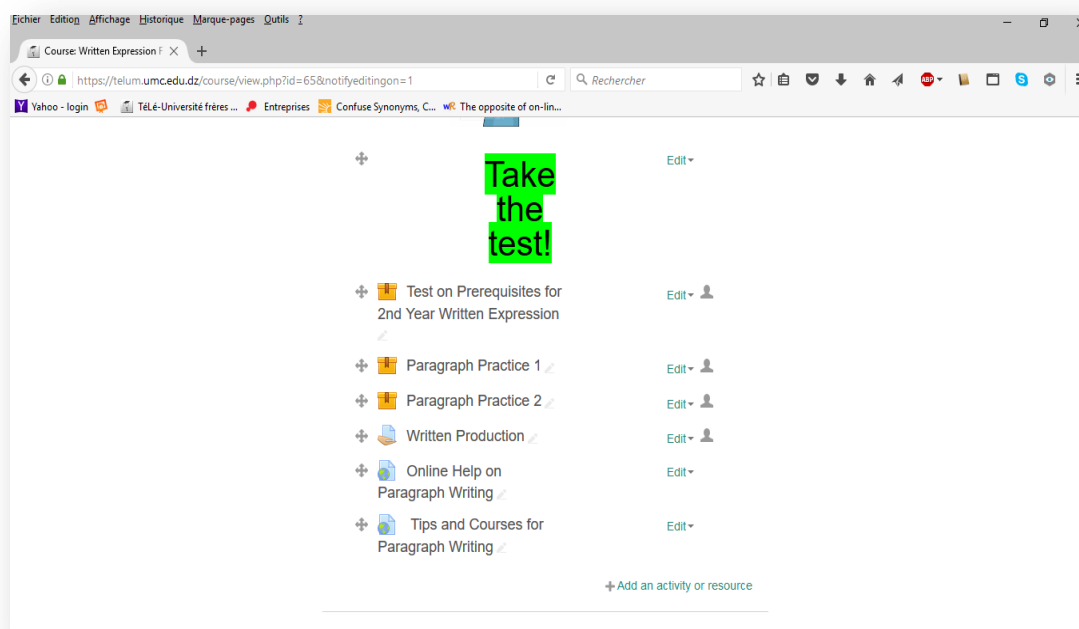 Fichier Edition Affichage Historique Marque-pages Outils ?
Course: Written Expression F
https://telum.umc.edu.dz/course/view.php?id=65&notifyeditingon=1
Rechercher
ABP
Yahoo - login TéLé-Université frères ... Entreprises Confuse Synonyms, C... wR The opposite of on-lin...
Edit
Take
the
test!
Test on Prerequisites for Edit
2nd Year Written Expression
Paragraph Practice 1 Edit
Paragraph Practice 2 Edit
Written Production Edit
Online Help on Edit
Paragraph Writing
Tips and Courses for Edit
Paragraph Writing
Add an activity or resource